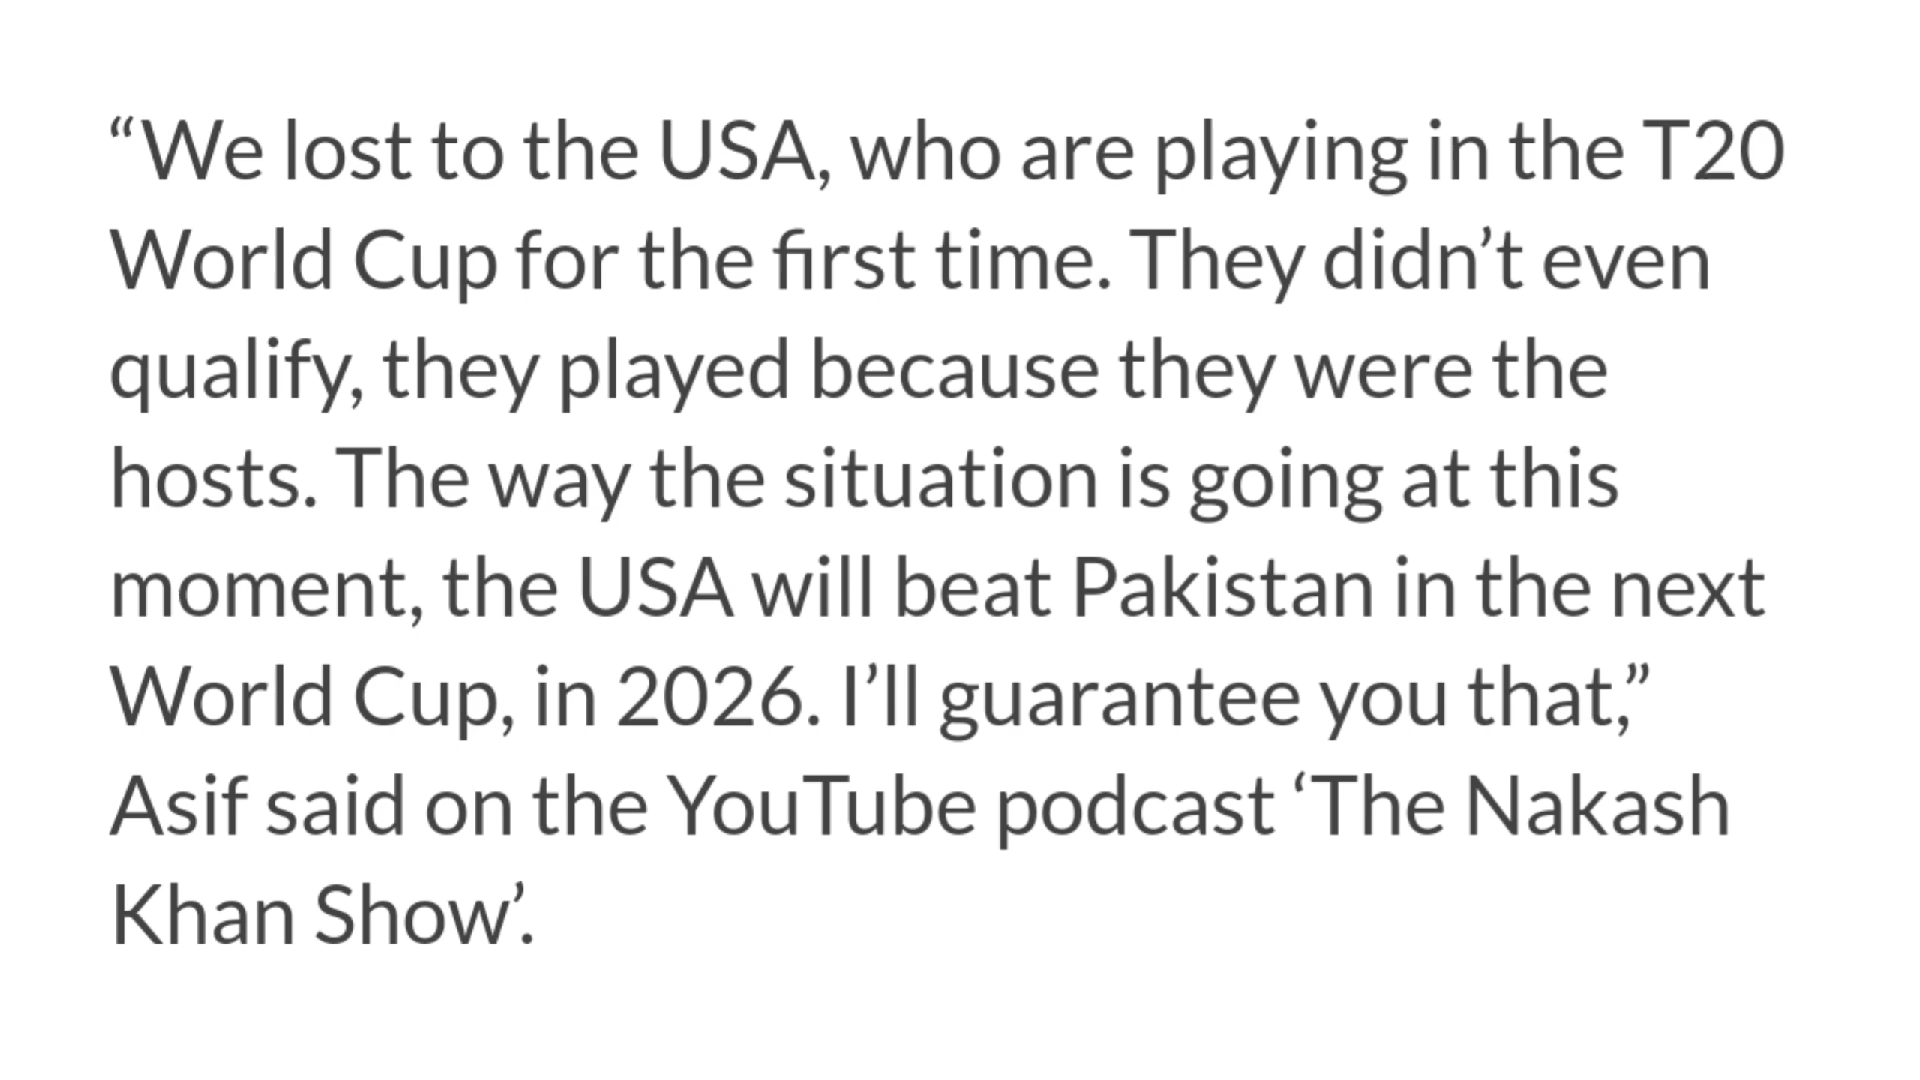 “We lost to the USA, who are playing in the T20
World Cup for the first time. They didn’t even
qualify, they played because they were the
hosts. The way the situation is going at this
moment, the USA will beat Pakistan in the next
World Cup, in 2026. I’ll guarantee you that,”
Asif said on the YouTube podcast ‘The Nakash
Khan Show’.